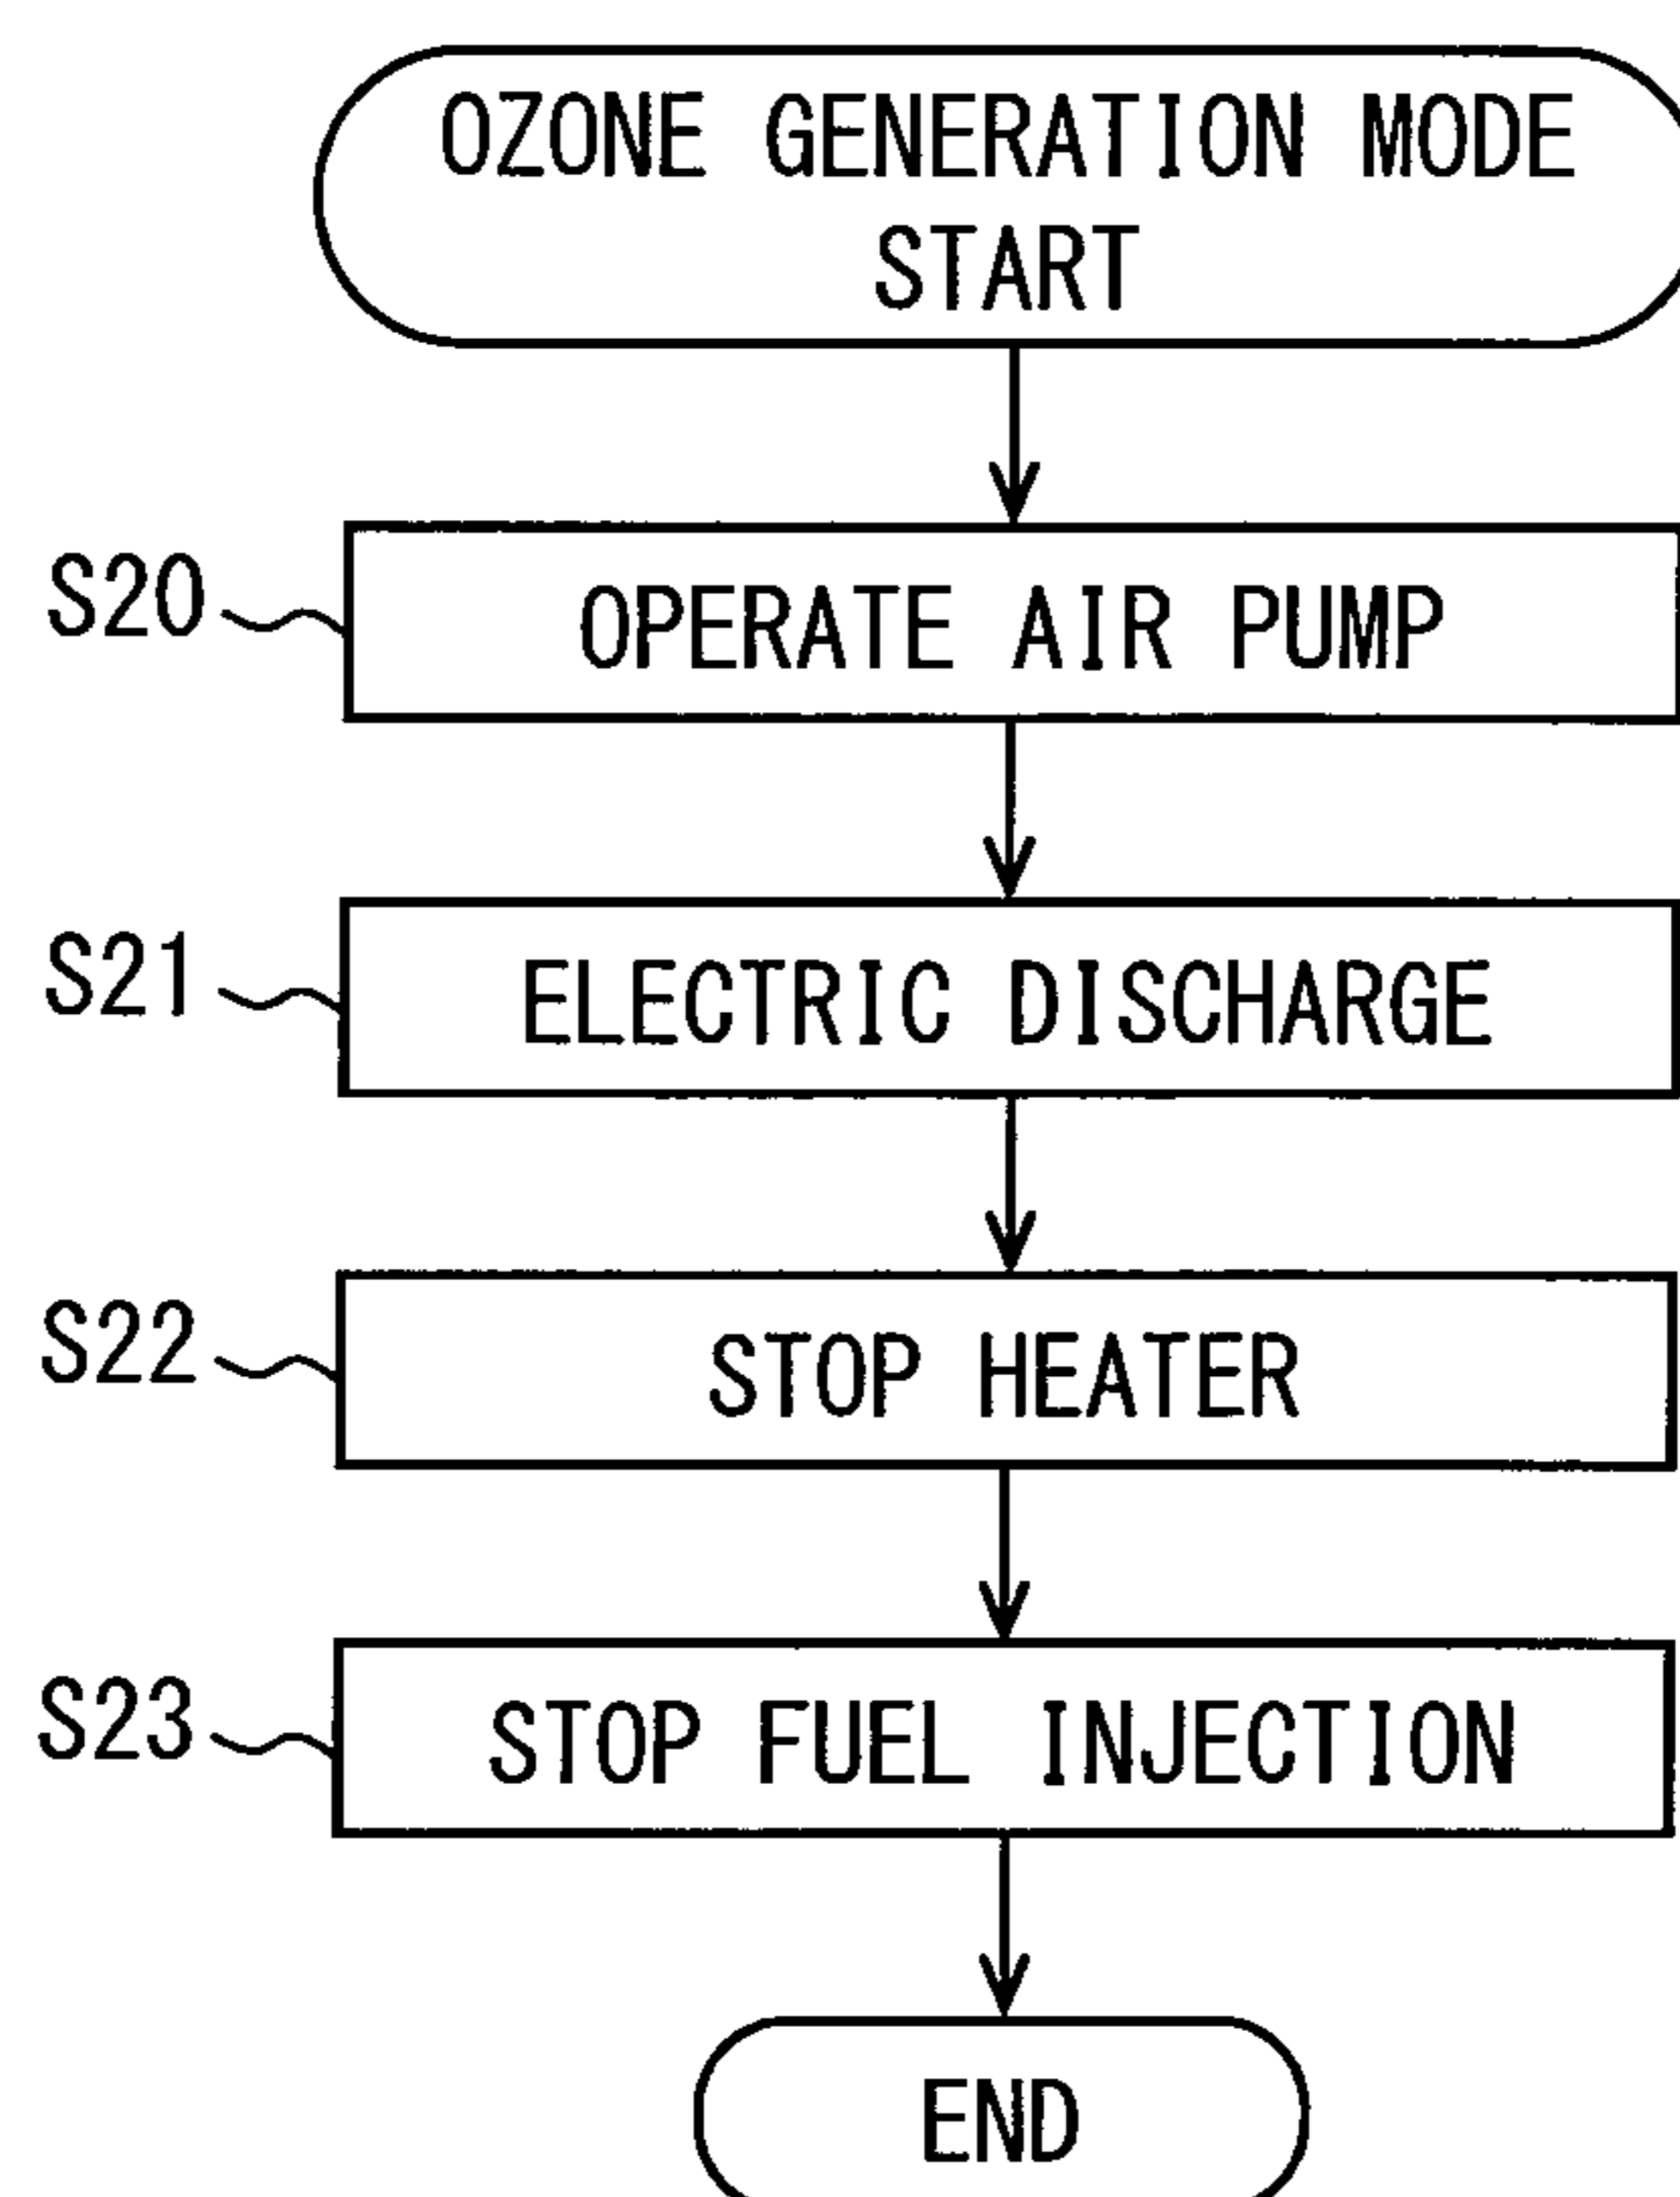 OZONE GENERATION MODE
START
S20
OPERATE AIR PUMP
S21
ELECTRIC DISCHARGE
S22
STOP HEATER
S23
STOP FUEL INJECTION
END